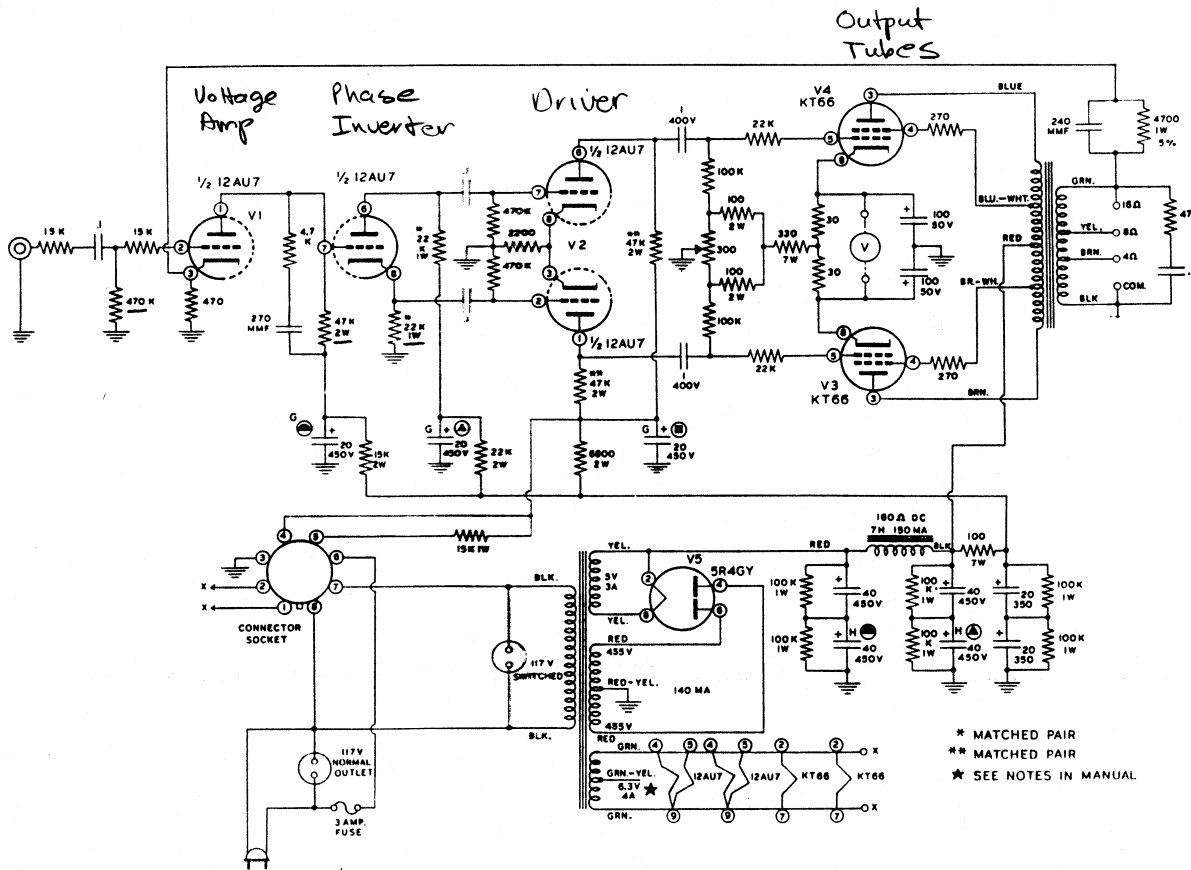 Output
Tubes
Voltage
Amp
Phase
Inverter
Driver
V4
KT66
BLUE
240
MMF
4700
1W
5%
1/2 12AU7
V1
1/2 12AU7
1/2 12AU7
400V
22K
270
100K
470K
2200
470K
V 2
** 47K 2W
100
2W
300
100
2W
100K
330
7W
30
30
V
100
50V
100
50V
BLU.-WHT.
RED
BR.-WH.
BRN.
GRN.
16Ω
YEL.
8Ω
BRN.
4Ω
COM.
BLK
47
15K
.1
15K
470 K
470
4.7
K
270
MMF
47K
2W
* 22 K 1W
* 22K 1W
1/2 12AU7
** 47K 2W
400V
22K
V3
KT66
270
G
20
450V
15K
2W
G
20
450V
22K
2W
6800
2W
G
20
450V
15K 1W
CONNECTOR
SOCKET
X
X
BLK.
117 V
SWITCHED
BLK.
117V
NORMAL
OUTLET
3 AMP.
FUSE
YEL.
5V
3A
YEL.
RED
455V
RED-YEL.
455V
RED
140 MA
V5
5R4GY
RED
160Ω DC
7H 150 MA
BLK.
100
7W
100K
1W
40
450V
100K
1W
H
40
450V
100
K
1W
40
450V
100
K
1W
H
40
450V
20
350
100K
1W
20
350
100K
1W
GRN.
GRN.-YEL.
6.3V
4A
GRN.
12AU7
12AU7
KT66
KT66
X
X
* MATCHED PAIR
** MATCHED PAIR
★ SEE NOTES IN MANUAL